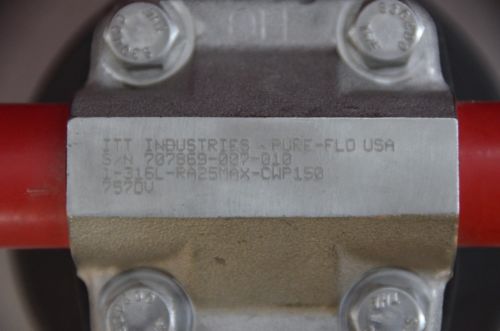 ITT INDUSTRIES - PURE-FLO USA
S/N 707869-007-010
1-316L-RA25MAX-CWP150
7570V